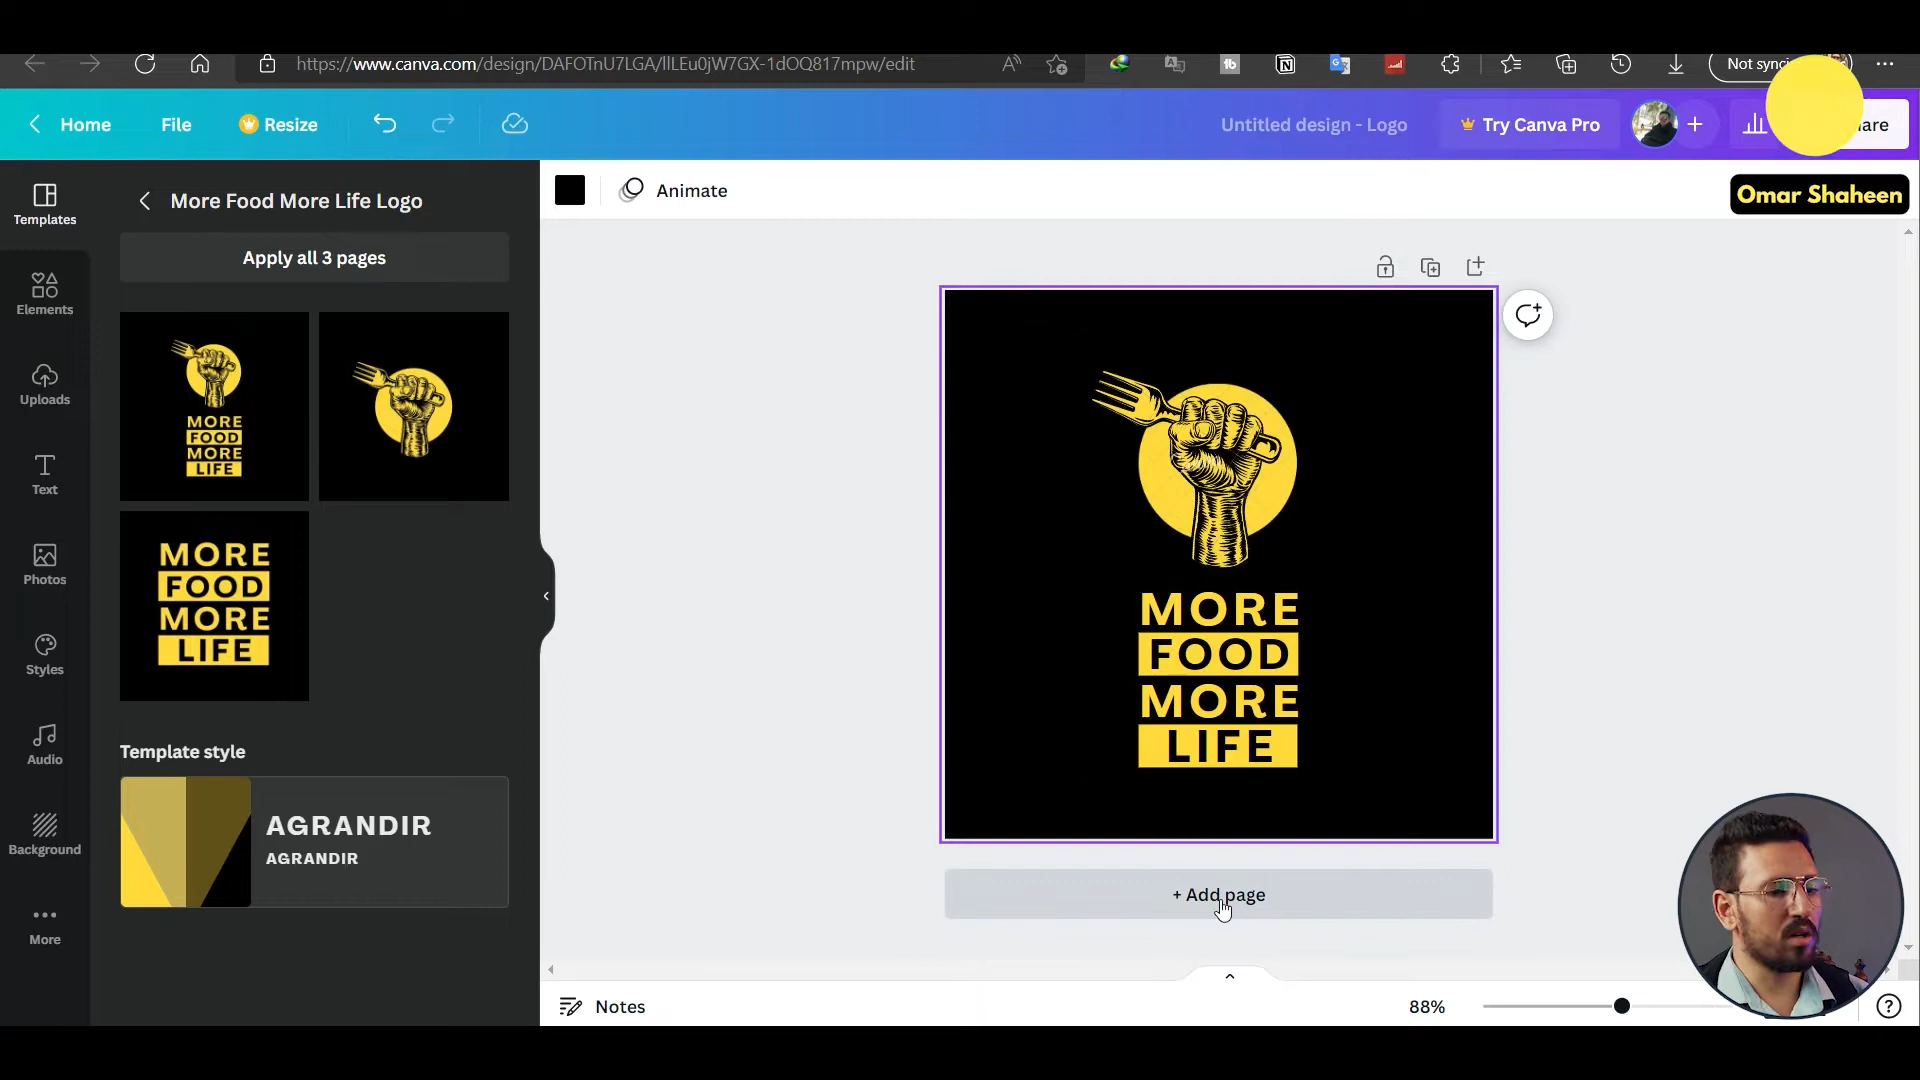 https://www.canva.com/design/DAFOTnU7LGA/IlLEu0jW7GX-1dOQ817mpw/edit
Home
File
Resize
Untitled design - Logo
Try Canva Pro
Templates
Elements
Uploads
Text
Photos
Styles
Audio
Background
More
More Food More Life Logo
Apply all 3 pages
MORE
FOOD
MORE
LIFE
MORE
FOOD
MORE
LIFE
Template style
AGRANDIR
AGRANDIR
Animate
Omar Shaheen
MORE
FOOD
MORE
LIFE
+ Add page
Notes
88%